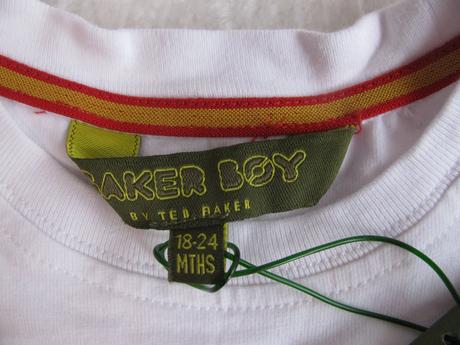 BAKER BOY
BY TED BAKER
18-24
MTHS